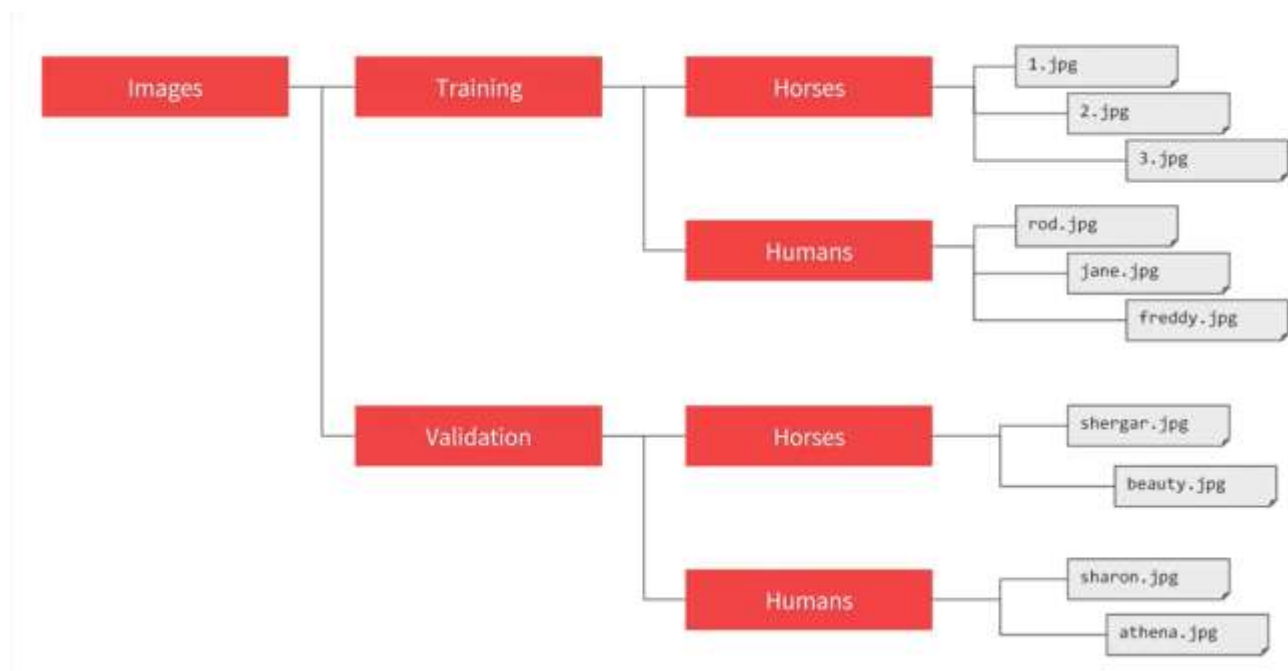 Images
Training
Horses
1.jpg
2.jpg
3.jpg
Humans
rod.jpg
jane.jpg
freddy.jpg
Validation
Horses
shergar.jpg
beauty.jpg
Humans
sharon.jpg
athena.jpg